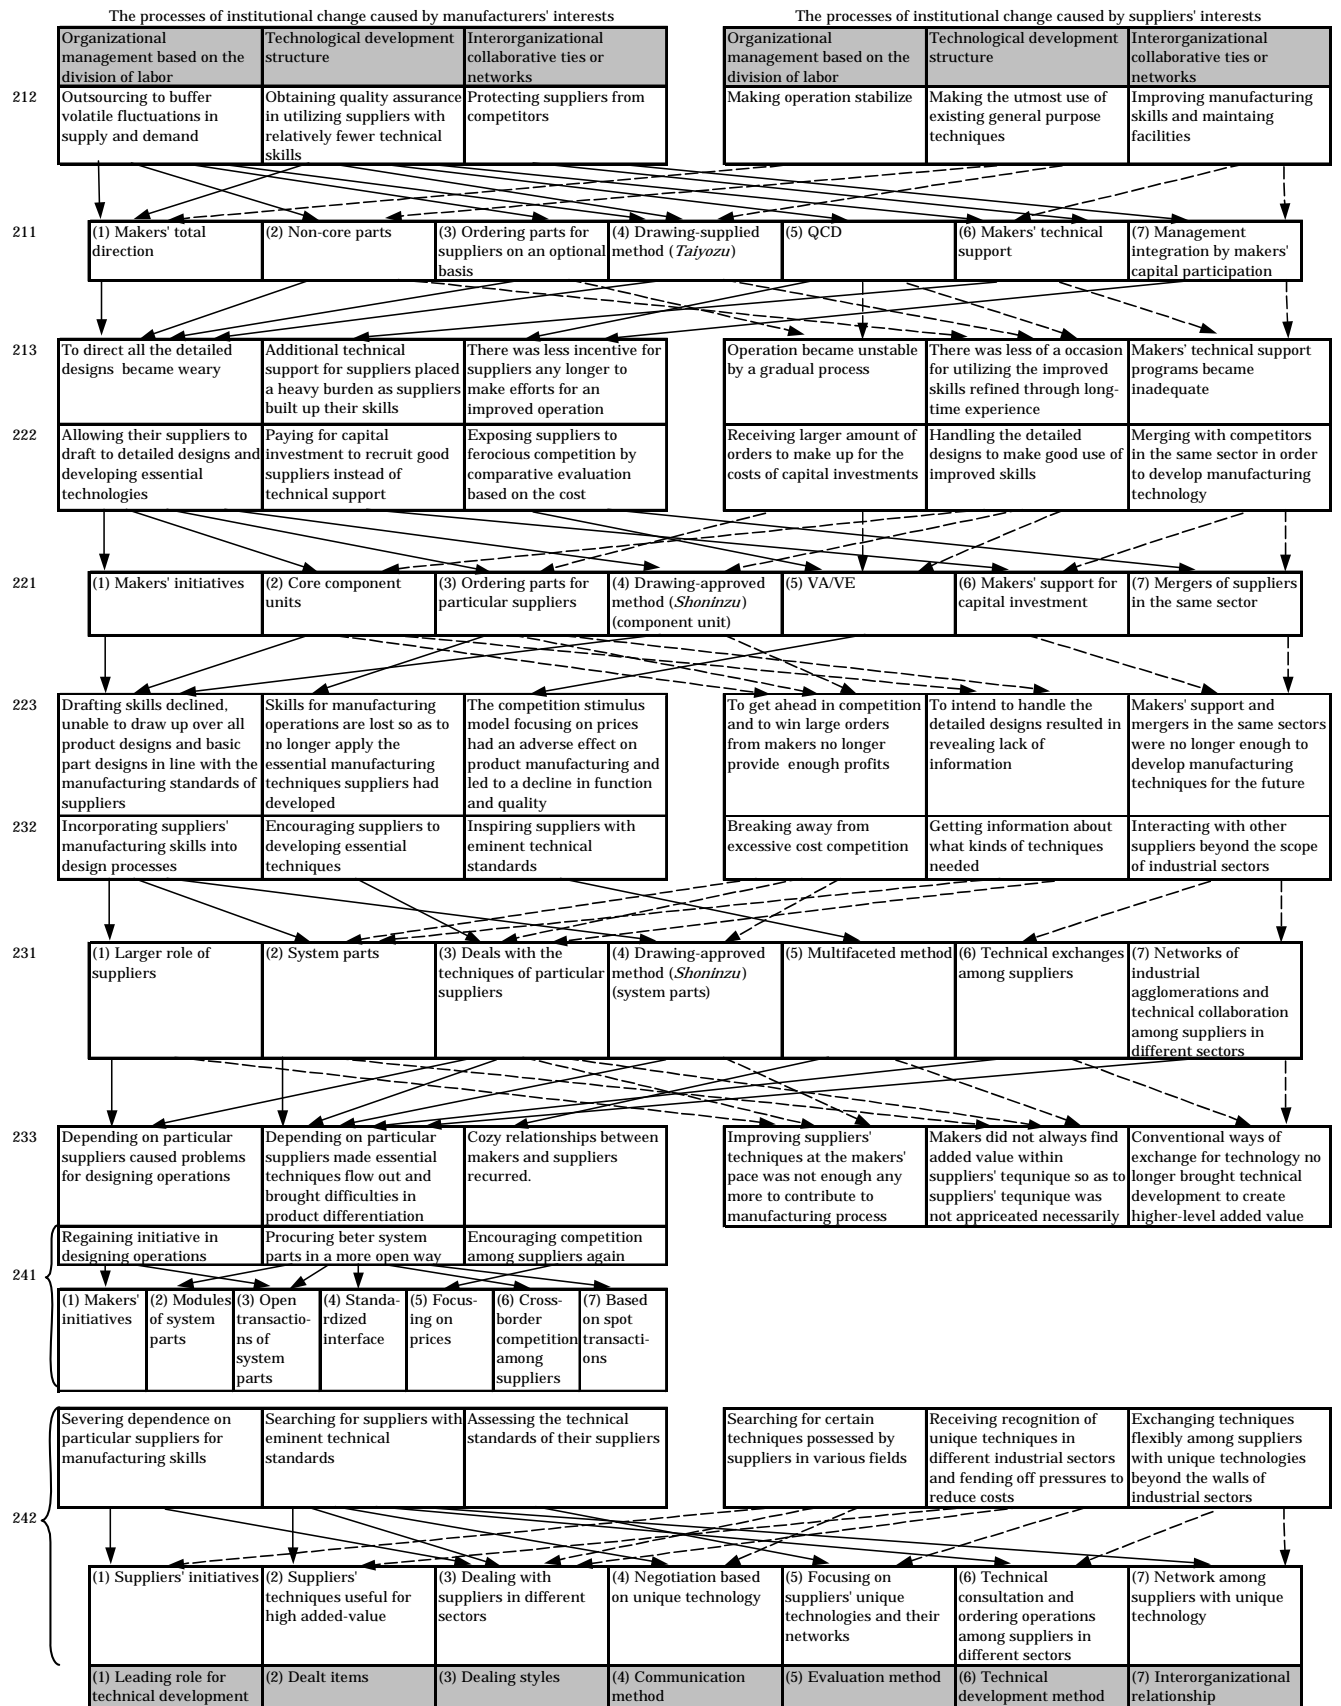 The processes of institutional change caused by manufacturers' interests
The processes of institutional change caused by suppliers' interests
Organizational
management based on the
division of labor
Technological development
structure
Interorganizational
collaborative ties or
networks
Organizational
management based on the
division of labor
Technological development
structure
Interorganizational
collaborative ties or
networks
212
Outsourcing to buffer
volatile fluctuations in
supply and demand
Obtaining quality assurance
in utilizing suppliers with
relatively fewer technical
skills
Protecting suppliers from
competitors
Making operation stabilize
Making the utmost use of
existing general purpose
techniques
Improving manufacturing
skills and maintaing
facilities
211
(1) Makers' total
direction
(2) Non-core parts
(3) Ordering parts for
suppliers on an optional
basis
(4) Drawing-supplied
method (Taiyozu)
(5) QCD
(6) Makers' technical
support
(7) Management
integration by makers'
capital participation
213
To direct all the detailed
designs became weary
Additional technical
support for suppliers placed
a heavy burden as suppliers
built up their skills
There was less incentive for
suppliers any longer to
make efforts for an
improved operation
Operation became unstable
by a gradual process
There was less of a occasion
for utilizing the improved
skills refined through long-
time experience
Makers' technical support
programs became
inadequate
222
Allowing their suppliers to
draft to detailed designs and
developing essential
technologies
Paying for capital
investment to recruit good
suppliers instead of
technical support
Exposing suppliers to
ferocious competition by
comparative evaluation
based on the cost
Receiving larger amount of
orders to make up for the
costs of capital investments
Handling the detailed
designs to make good use of
improved skills
Merging with competitors
in the same sector in order
to develop manufacturing
technology
221
(1) Makers' initiatives
(2) Core component
units
(3) Ordering parts for
particular suppliers
(4) Drawing-approved
method (Shoninzu)
(component unit)
(5) VA/VE
(6) Makers' support for
capital investment
(7) Mergers of suppliers
in the same sector
223
Drafting skills declined,
unable to draw up over all
product designs and basic
part designs in line with the
manufacturing standards of
suppliers
Skills for manufacturing
operations are lost so as to
no longer apply the
essential manufacturing
techniques suppliers had
developed
The competition stimulus
model focusing on prices
had an adverse effect on
product manufacturing and
led to a decline in function
and quality
To get ahead in competition
and to win large orders
from makers no longer
provide enough profits
To intend to handle the
detailed designs resulted in
revealing lack of
information
Makers' support and
mergers in the same sectors
were no longer enough to
develop manufacturing
techniques for the future
232
Incorporating suppliers'
manufacturing skills into
design processes
Encouraging suppliers to
developing essential
techniques
Inspiring suppliers with
eminent technical
standards
Breaking away from
excessive cost competition
Getting information about
what kinds of techniques
needed
Interacting with other
suppliers beyond the scope
of industrial sectors
231
(1) Larger role of
suppliers
(2) System parts
(3) Deals with the
techniques of particular
suppliers
(4) Drawing-approved
method (Shoninzu)
(system parts)
(5) Multifaceted method
(6) Technical exchanges
among suppliers
(7) Networks of
industrial
agglomerations and
technical collaboration
among suppliers in
different sectors
233
Depending on particular
suppliers caused problems
for designing operations
Depending on particular
suppliers made essential
techniques flow out and
brought difficulties in
product differentiation
Cozy relationships between
makers and suppliers
recurred.
Improving suppliers'
techniques at the makers'
pace was not enough any
more to contribute to
manufacturing process
Makers did not always find
added value within
suppliers' tequnique so as to
suppliers' tequnique was
not appriceated necessarily
Conventional ways of
exchange for technology no
longer brought technical
development to create
higher-level added value
241
Regaining initiative in
designing operations
Procuring beter system
parts in a more open way
Encouraging competition
among suppliers again
(1) Makers'
initiatives
(2) Modules
of system
parts
(3) Open
transactio-
ns of
system
parts
(4) Standa-
rdized
interface
(5) Focus-
ing on
prices
(6) Cross-
border
competition
among
suppliers
(7) Based
on spot
transacti-
ons
242
Severing dependence on
particular suppliers for
manufacturing skills
Searching for suppliers with
eminent technical
standards
Assessing the technical
standards of their suppliers
Searching for certain
techniques possessed by
suppliers in various fields
Receiving recognition of
unique techniques in
different industrial sectors
and fending off pressures to
reduce costs
Exchanging techniques
flexibly among suppliers
with unique technologies
beyond the walls of
industrial sectors
(1) Suppliers' initiatives
(2) Suppliers'
techniques useful for
high added-value
(3) Dealing with
suppliers in different
sectors
(4) Negotiation based
on unique technology
(5) Focusing on
suppliers' unique
technologies and their
networks
(6) Technical
consultation and
ordering operations
among suppliers in
different sectors
(7) Network among
suppliers with unique
technology
(1) Leading role for
technical development
(2) Dealt items
(3) Dealing styles
(4) Communication
method
(5) Evaluation method
(6) Technical
development method
(7) Interorganizational
relationship